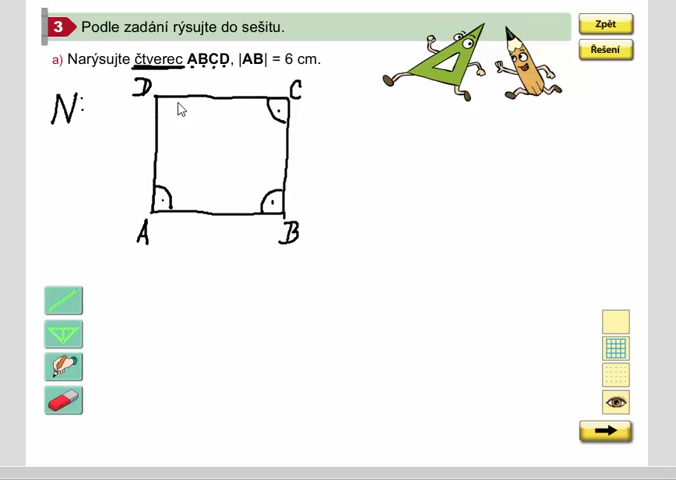 3 Podle zadání rýsujte do sešitu.
Zpět
Řešení
a) Narýsujte čtverec ABCD, |AB| = 6 cm.
N:
D C
A B